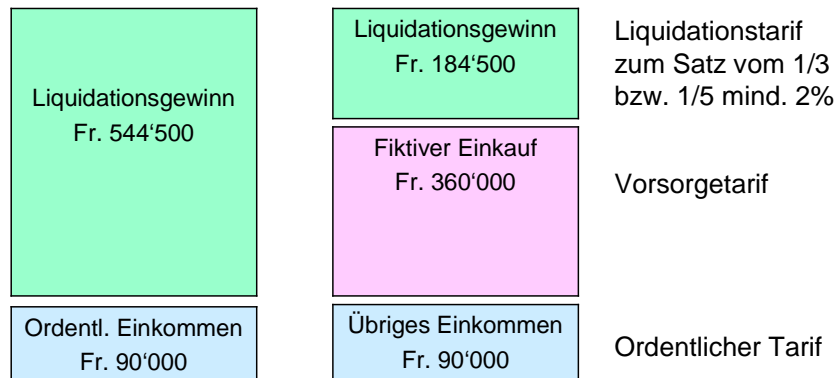 Liquidationsgewinn
Fr. 544‘500
Ordentl. Einkommen
Fr. 90‘000
Liquidationsgewinn
Fr. 184‘500
Fiktiver Einkauf
Fr. 360‘000
Übriges Einkommen
Fr. 90‘000
Liquidationstarif
zum Satz vom 1/3
bzw. 1/5 mind. 2%
Vorsorgetarif
Ordentlicher Tarif